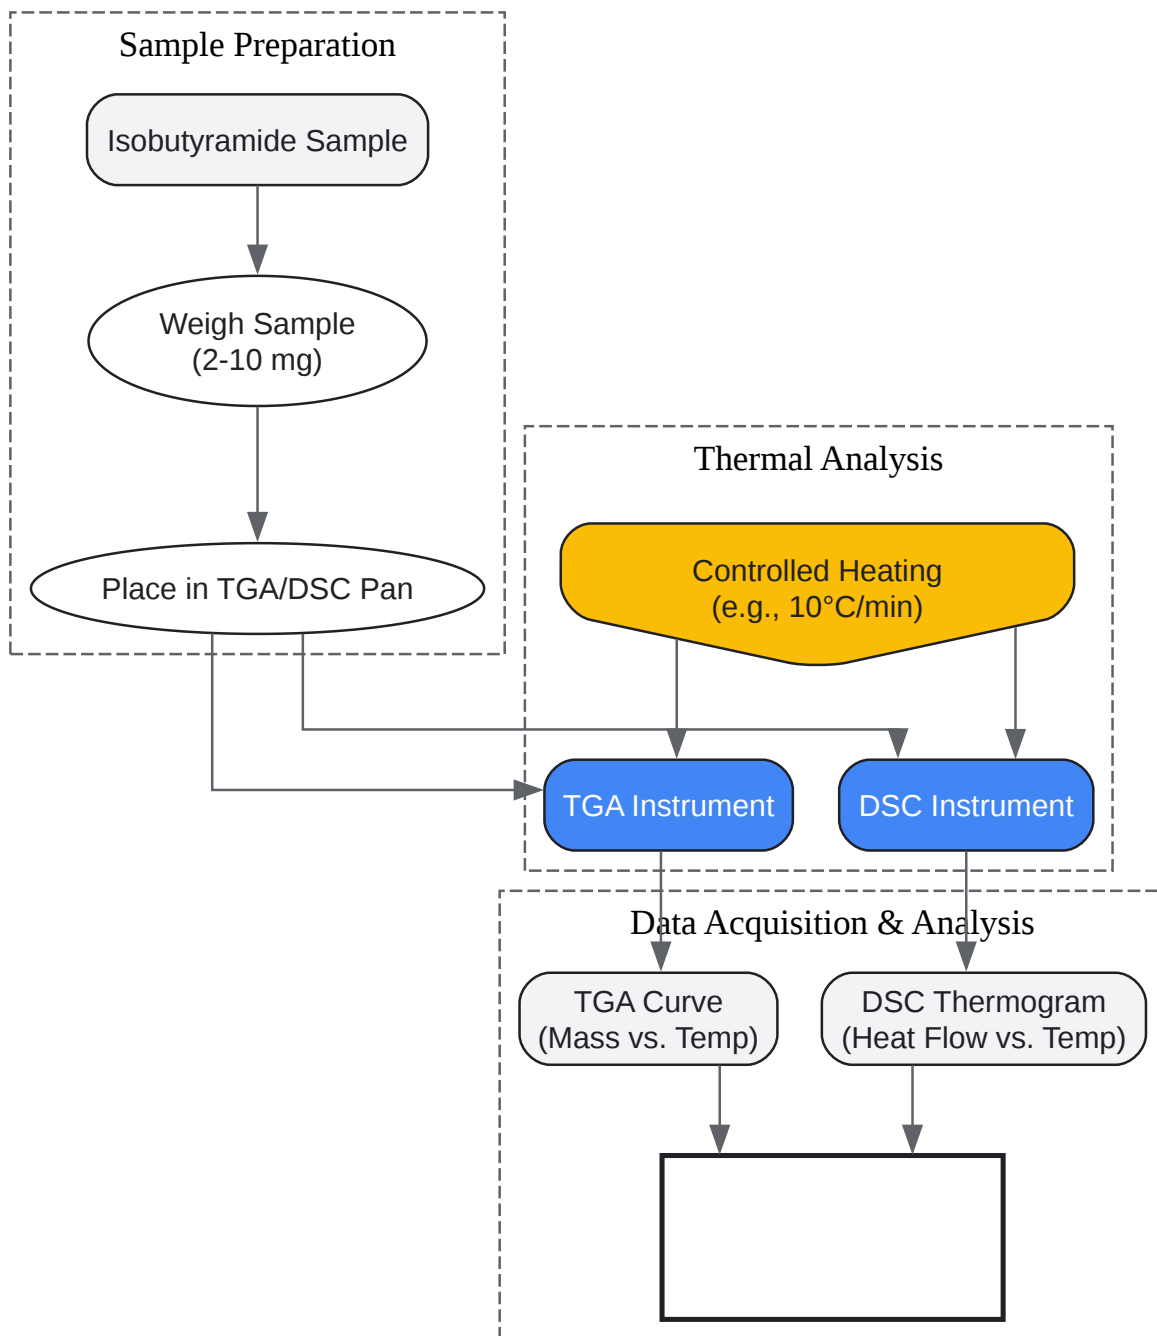 Sample Preparation
Isobutyramide Sample
Weigh Sample
(2-10 mg)
Place in TGA/DSC Pan
Thermal Analysis
Controlled Heating
(e.g., 10°C/min)
TGA Instrument
DSC Instrument
Data Acquisition & Analysis
TGA Curve
(Mass vs. Temp)
DSC Thermogram
(Heat Flow vs. Temp)